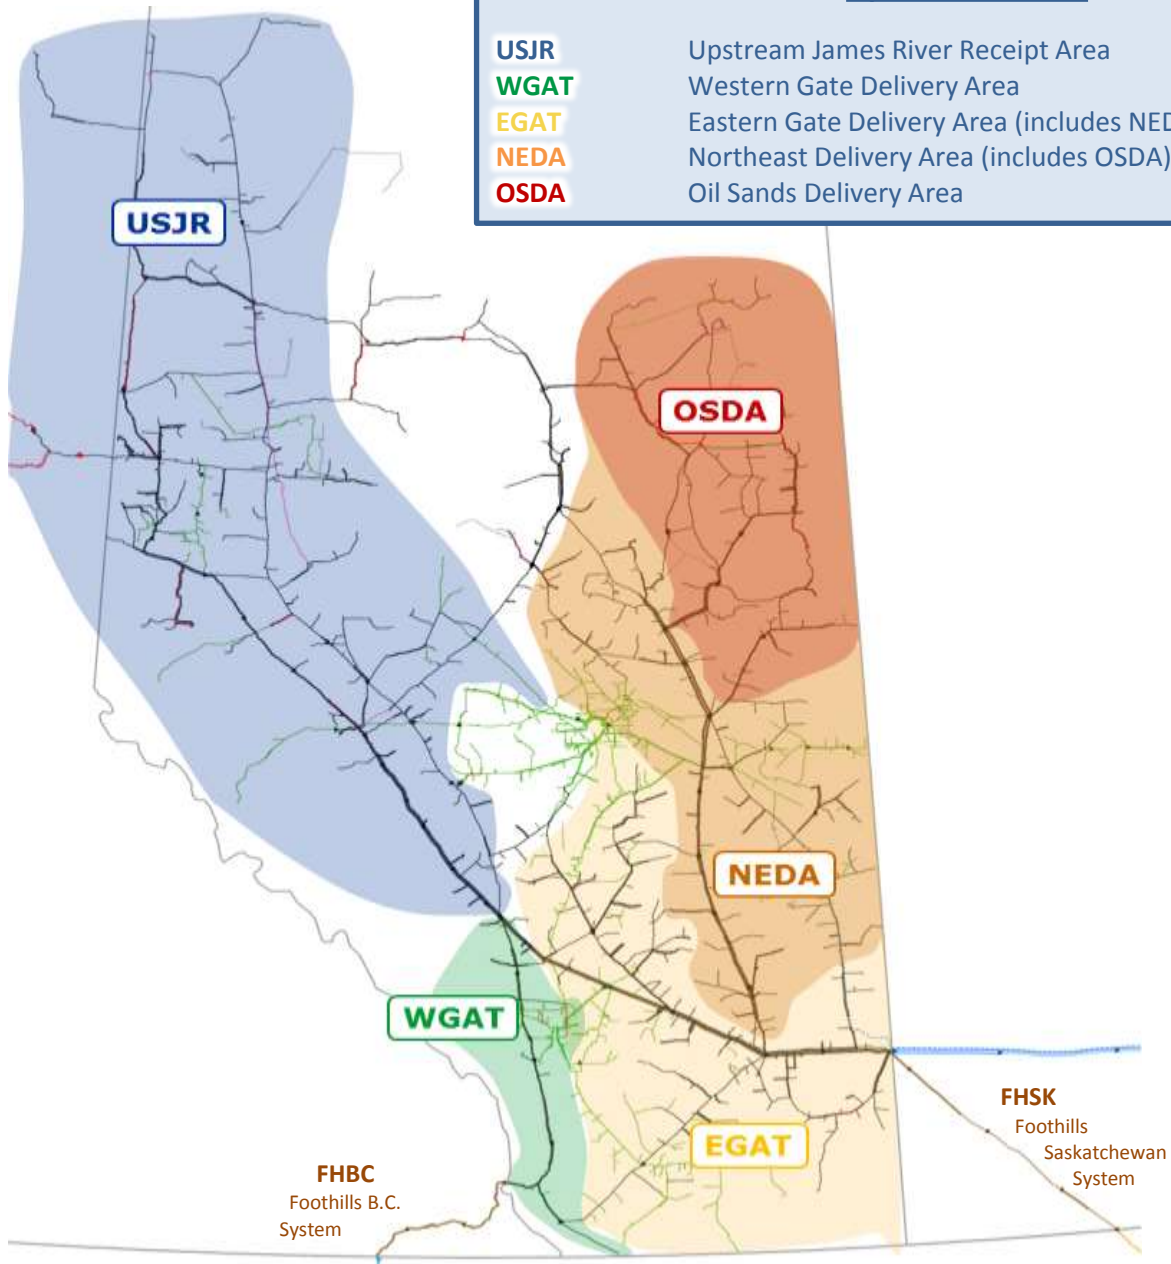 USJR Upstream James River Receipt Area
WGAT Western Gate Delivery Area
EGAT Eastern Gate Delivery Area (includes NED
NEDA Northeast Delivery Area (includes OSDA)
OSDA Oil Sands Delivery Area
USJR
OSDA
NEDA
WGAT
EGAT
FHSK
Foothills
Saskatchewan
System
FHBC
Foothills B.C.
System